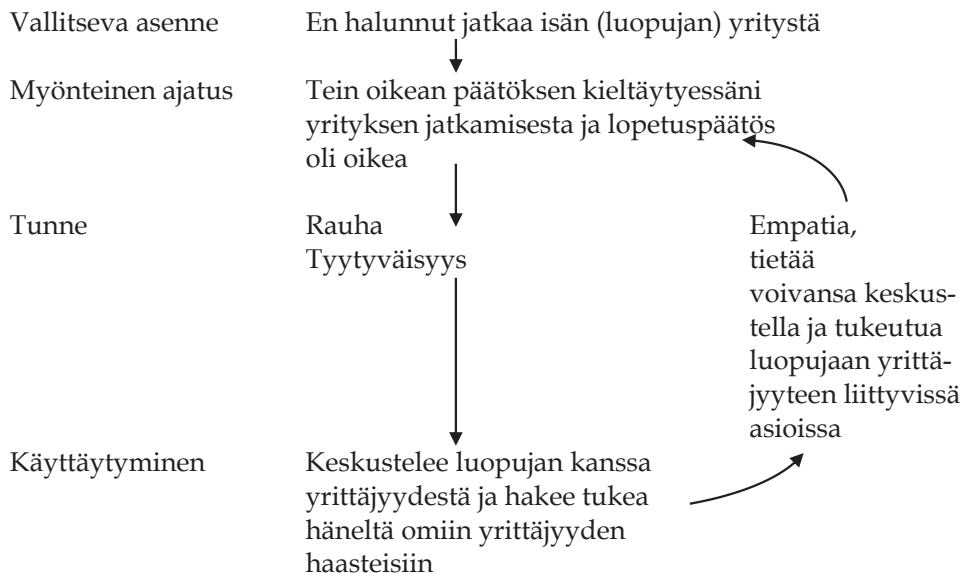 Vallitseva asenne En halunnut jatkaa isän (luopujan) yritystä
Myönteinen ajatus Tein oikean päätöksen kieltäytyessäni
yrityksen jatkamisesta ja lopetuspäätös
oli oikea
Tunne Rauha
Tyytyväisyys
Empatia,
tietää
voivansa keskus-
tella ja tukeutua
luopujaan yrittä-
jyyteen liittyvissä
asioissa
Käyttäytyminen Keskustelee luopujan kanssa
yrittäjyydestä ja hakee tukea
häneltä omiin yrittäjyyden
haasteisiin